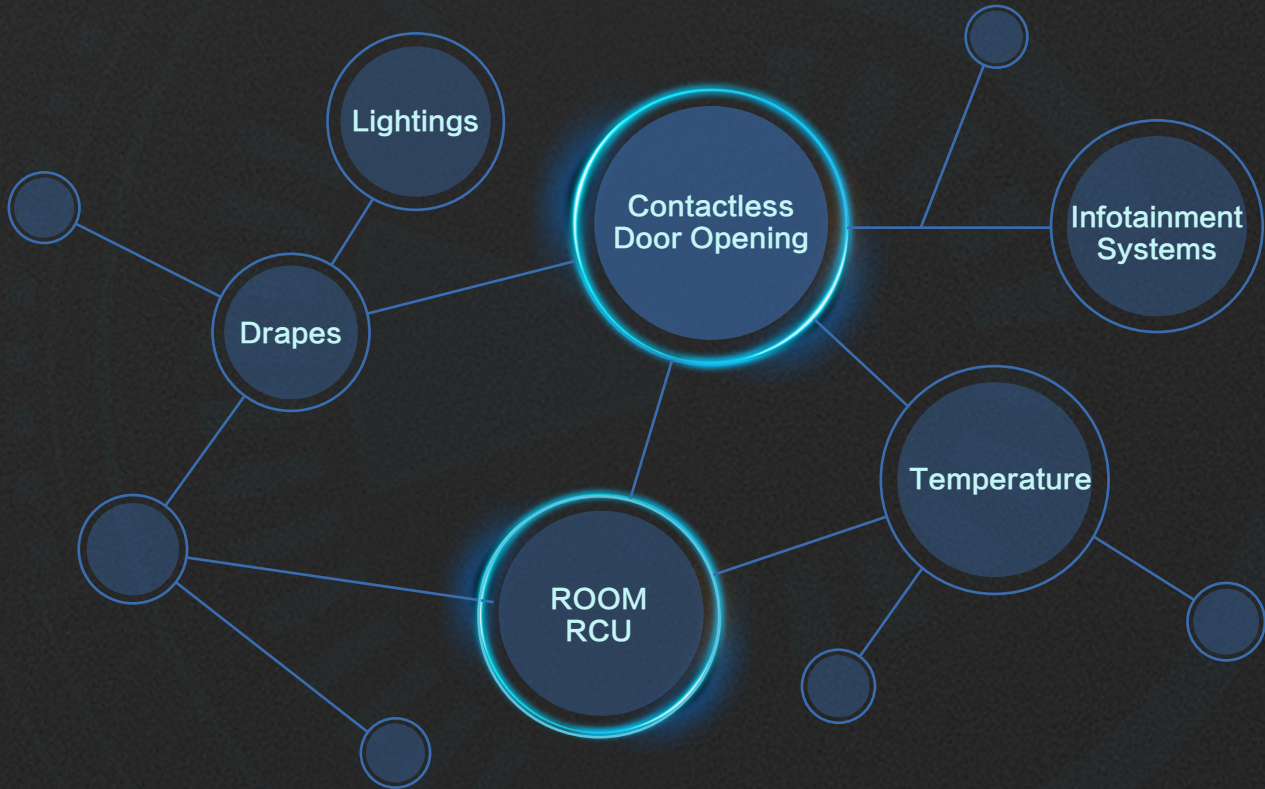 Lightings
Contactless
Door Opening
Infotainment
Systems
Drapes
Temperature
ROOM
RCU